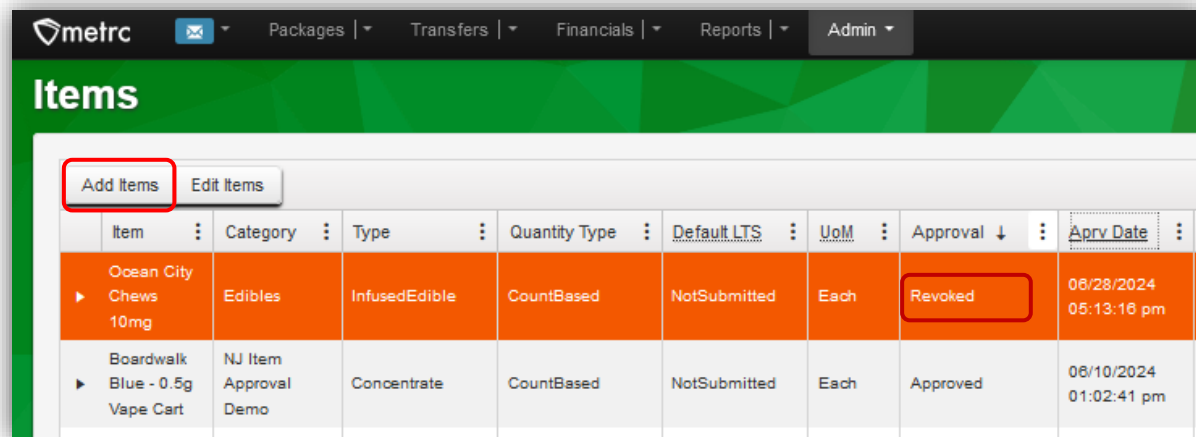 metrc Packages | Transfers | Financials | Reports | Admin
Items
Add Items Edit Items
Item Category Type Quantity Type Default LTS UoM Approval ↓ Aprv Date
Ocean City Chews 10mg Edibles InfusedEdible CountBased NotSubmitted Each Revoked 06/28/2024 05:13:16 pm
Boardwalk Blue - 0.5g Vape Cart NJ Item Approval Demo Concentrate CountBased NotSubmitted Each Approved 06/10/2024 01:02:41 pm